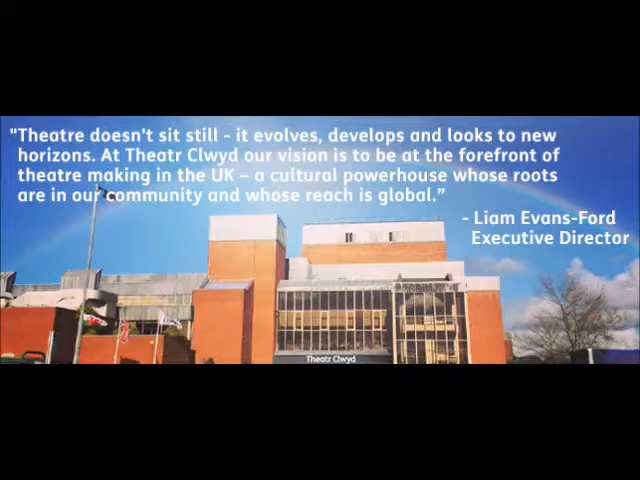 "Theatre doesn't sit still - it evolves, develops and looks to new
horizons. At Theatr Clwyd our vision is to be at the forefront of
theatre making in the UK – a cultural powerhouse whose roots
are in our community and whose reach is global.”
- Liam Evans-Ford
Executive Director
Theatr Clwyd